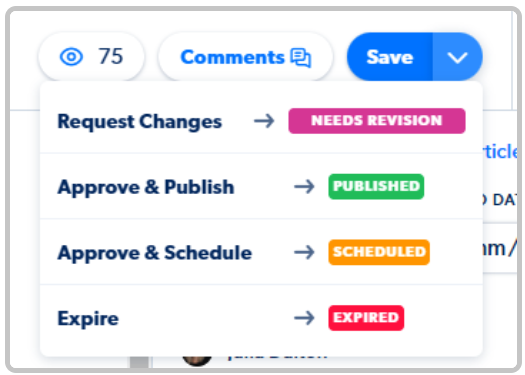 75
Comments
Save
Request Changes → NEEDS REVISION
Approve & Publish → PUBLISHED
Approve & Schedule → SCHEDULED
Expire → EXPIRED